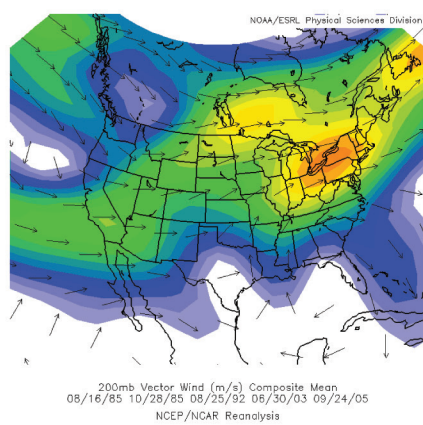 NOAA/ESRL Physical Sciences Division
200mb Vector Wind (m/s) Composite Mean
08/16/85 10/28/85 08/25/92 06/30/03 09/24/05
NCEP/NCAR Reanalysis